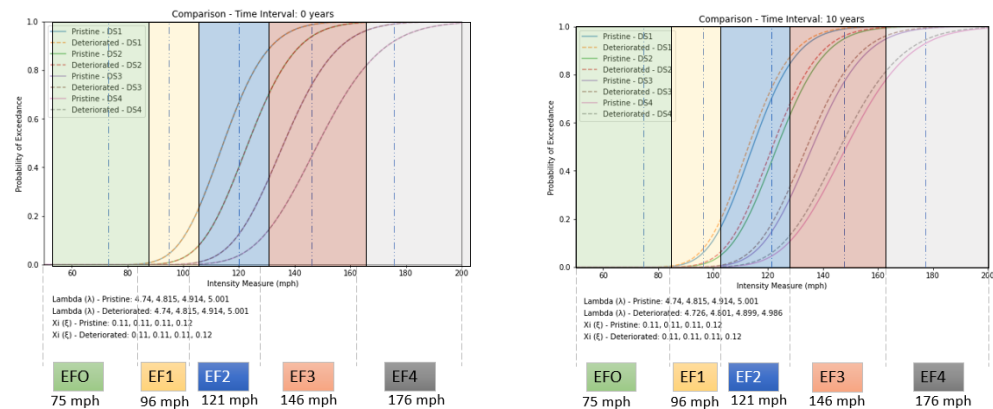 Comparison - Time Interval: 0 years
1.0
0.8
0.6
0.4
0.2
0.0
Probability of Exceedance
Pristine - DS1
Deteriorated - DS1
Pristine - DS2
Deteriorated - DS2
Pristine - DS3
Deteriorated - DS3
Pristine - DS4
Deteriorated - DS4
60 80 100 120 140 160 180 200
Intensity Measure (mph)
Lambda (λ) - Pristine: 4.74, 4.815, 4.914, 5.001
Lambda (λ) - Deteriorated: 4.74, 4.815, 4.914, 5.001
Xi (ξ) - Pristine: 0.11, 0.11, 0.11, 0.12
Xi (ξ) - Deteriorated: 0.11, 0.11, 0.11, 0.12
EFO EF1 EF2 EF3 EF4
75 mph 96 mph 121 mph 146 mph 176 mph
Comparison - Time Interval: 10 years
1.0
0.8
0.6
0.4
0.2
0.0
Probability of Exceedance
Pristine - DS1
Deteriorated - DS1
Pristine - DS2
Deteriorated - DS2
Pristine - DS3
Deteriorated - DS3
Pristine - DS4
Deteriorated - DS4
60 80 100 120 140 160 180 200
Intensity Measure (mph)
Lambda (λ) - Pristine: 4.74, 4.815, 4.914, 5.001
Lambda (λ) - Deteriorated: 4.726, 4.801, 4.899, 4.986
Xi (ξ) - Pristine: 0.11, 0.11, 0.11, 0.12
Xi (ξ) - Deteriorated: 0.11, 0.11, 0.11, 0.12
EFO EF1 EF2 EF3 EF4
75 mph 96 mph 121 mph 146 mph 176 mph